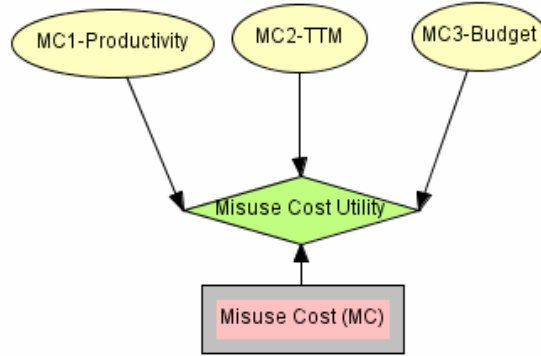 MC1-Productivity
MC2-TTM
MC3-Budget
Misuse Cost Utility
Misuse Cost (MC)